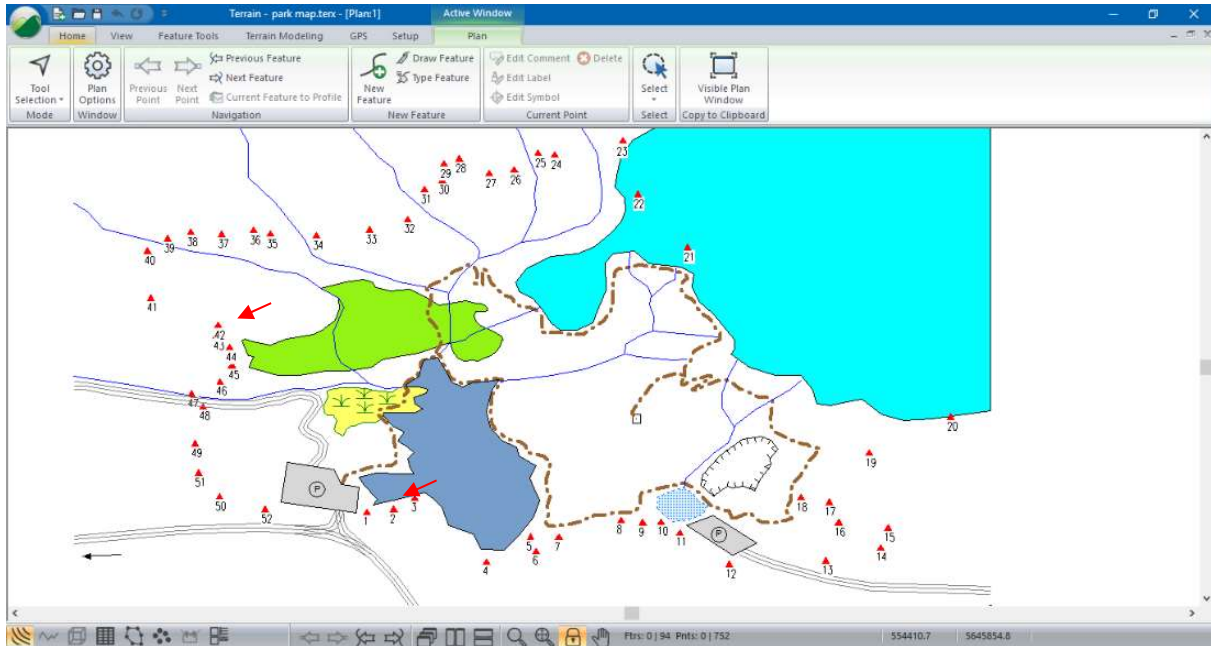 Terrain - park map.terx - [Plan:1] Active Window
Home View Feature Tools Terrain Modeling GPS Setup Plan
Tool Selection
Mode
Plan Options
Window
Previous Point
Next Point
Previous Feature
Next Feature
Current Feature to Profile
Navigation
New Feature
Draw Feature
Type Feature
New Feature
Edit Comment Delete
Edit Label
Edit Symbol
Current Point
Select
Select
Visible Plan Window
Copy to Clipboard
23
25 24
28
29
30
27 26
31
22
32
33
34
35
36
37
38
39
40
21
41
42
43
44
45
46
47
48
20
49
19
51
50
52
P
1 2 3
18 17
16
15
14
13
12
11
10
9
8
7
6
5
4
P
Ftrs: 0 | 94 Pnts: 0 | 752 554410.7 5645854.8